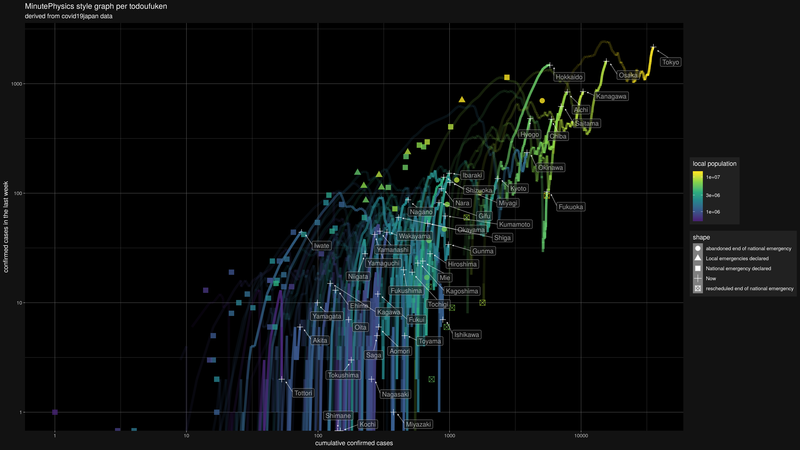 MinutePhysics style graph per todoufuken
derived from covid19japan data
confirmed cases in the last week
1000
100
10
1
1
10
100
1000
10000
cumulative confirmed cases
Tokyo
Hokkaido
Osaka
Kanagawa
Aichi
Saitama
Hyogo
Chiba
Okinawa
Ibaraki
Shizuoka
Kyoto
Nara
Miyagi
Fukuoka
Nagano
Gifu
Kumamoto
Okayama
Iwate
Wakayama
Shiga
Yamanashi
Gunma
Yamaguchi
Hiroshima
Niigata
Mie
Fukushima
Kagoshima
Ehime
Tochigi
Yamagata
Kagawa
Fukui
Oita
Akita
Ishikawa
Toyama
Saga
Aomori
Tokushima
Tottori
Nagasaki
Shimane
Kochi
Miyazaki
local population
1e+07
3e+06
1e+06
shape
abandoned end of national emergency
Local emergencies declared
National emergency declared
Now
rescheduled end of national emergency